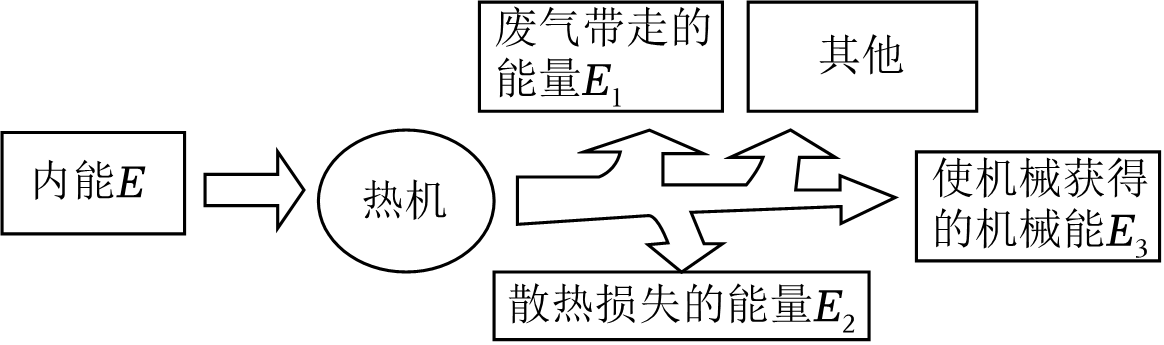 废气带走的
能量E₁
其他
内能E
热机
使机械获得
的机械能E₃
散热损失的能量E₂